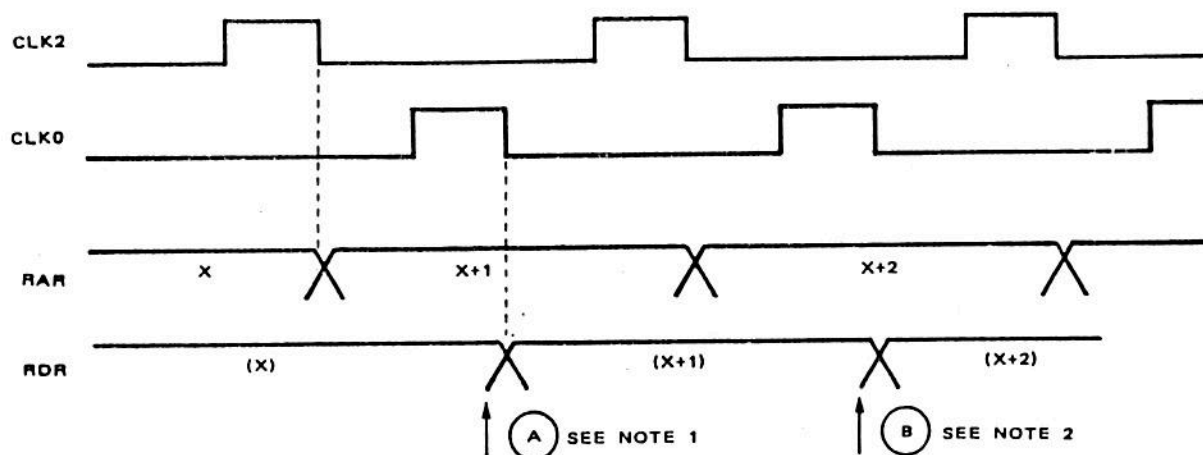 CLK2
CLK0
RAR
X
X+1
X+2
RDR
(X)
(X+1)
(X+2)
A SEE NOTE 1
B SEE NOTE 2